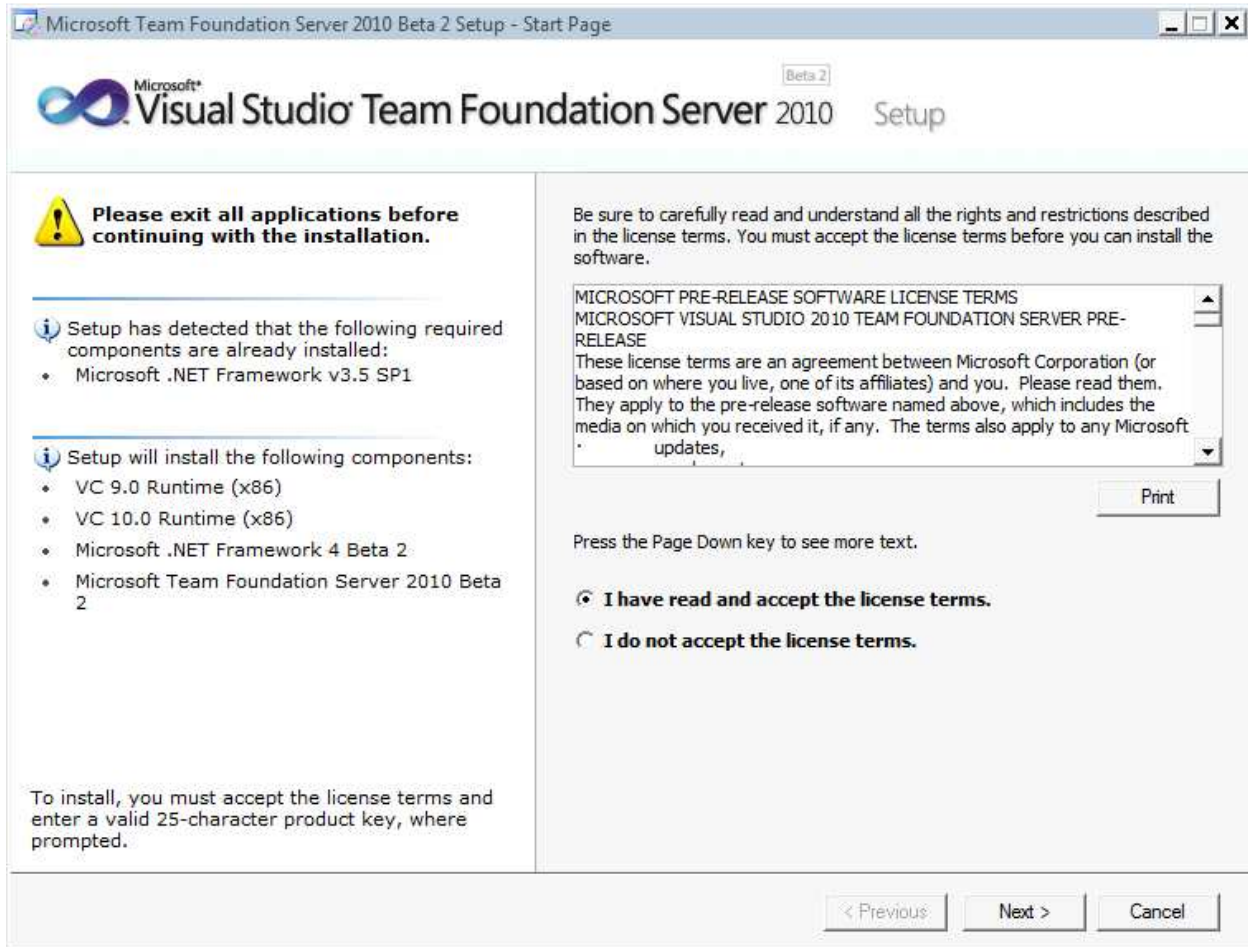 Microsoft Team Foundation Server 2010 Beta 2 Setup - Start Page
Beta 2
Microsoft*
Visual Studio Team Foundation Server 2010 Setup
Please exit all applications before
continuing with the installation.
Setup has detected that the following required
components are already installed:
• Microsoft .NET Framework v3.5 SP1
Setup will install the following components:
• VC 9.0 Runtime (x86)
• VC 10.0 Runtime (x86)
• Microsoft .NET Framework 4 Beta 2
• Microsoft Team Foundation Server 2010 Beta
2
To install, you must accept the license terms and
enter a valid 25-character product key, where
prompted.
Be sure to carefully read and understand all the rights and restrictions described
in the license terms. You must accept the license terms before you can install the
software.
MICROSOFT PRE-RELEASE SOFTWARE LICENSE TERMS
MICROSOFT VISUAL STUDIO 2010 TEAM FOUNDATION SERVER PRE-
RELEASE
These license terms are an agreement between Microsoft Corporation (or
based on where you live, one of its affiliates) and you. Please read them.
They apply to the pre-release software named above, which includes the
media on which you received it, if any. The terms also apply to any Microsoft
· updates,
Print
Press the Page Down key to see more text.
I have read and accept the license terms.
I do not accept the license terms.
< Previous
Next >
Cancel